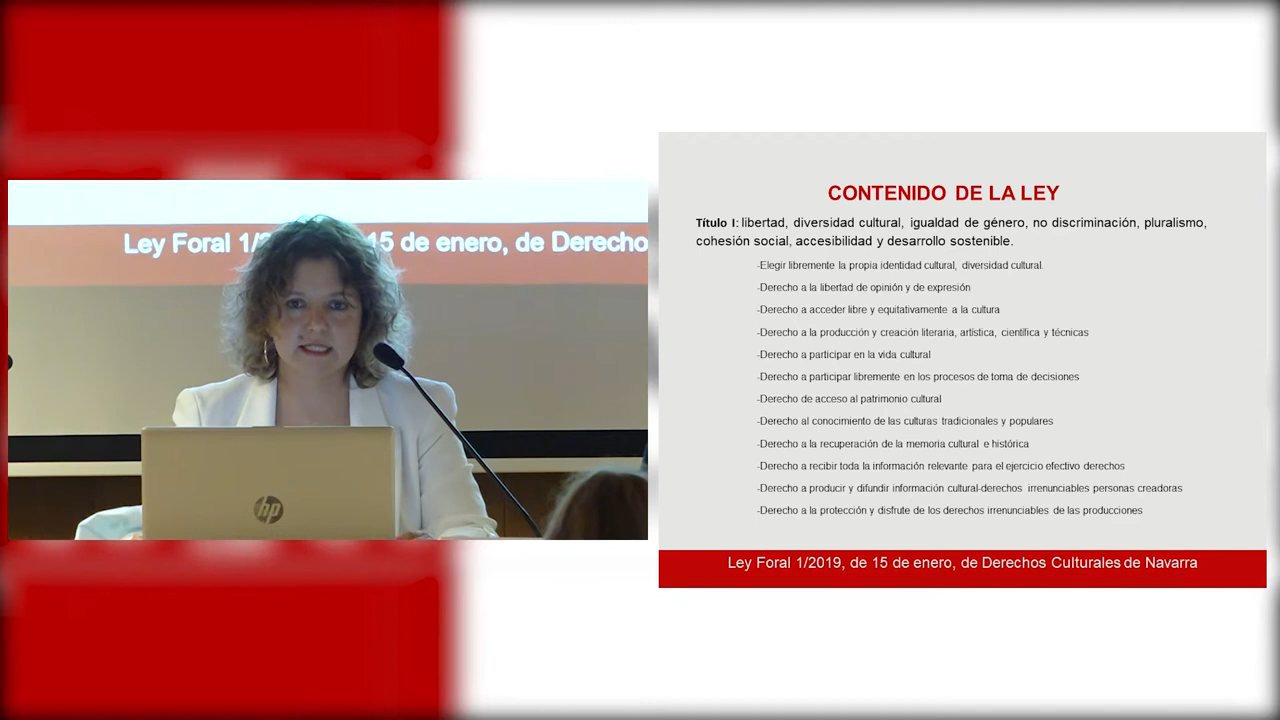 Ley Foral 1/2 15 de enero, de Derecho
hp
CONTENIDO DE LA LEY
Título I: libertad, diversidad cultural, igualdad de género, no discriminación, pluralismo,
cohesión social, accesibilidad y desarrollo sostenible.
-Elegir libremente la propia identidad cultural, diversidad cultural.
-Derecho a la libertad de opinión y de expresión
-Derecho a acceder libre y equitativamente a la cultura
-Derecho a la producción y creación literaria, artística, científica y técnicas
-Derecho a participar en la vida cultural
-Derecho a participar libremente en los procesos de toma de decisiones
-Derecho de acceso al patrimonio cultural
-Derecho al conocimiento de las culturas tradicionales y populares
-Derecho a la recuperación de la memoria cultural e histórica
-Derecho a recibir toda la información relevante para el ejercicio efectivo derechos
-Derecho a producir y difundir información cultural-derechos irrenunciables personas creadoras
-Derecho a la protección y disfrute de los derechos irrenunciables de las producciones
Ley Foral 1/2019, de 15 de enero, de Derechos Culturales de Navarra